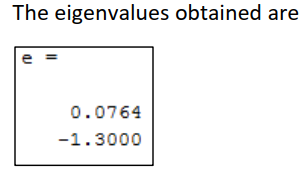 The eigenvalues obtained are
e =
0.0764
-1.3000